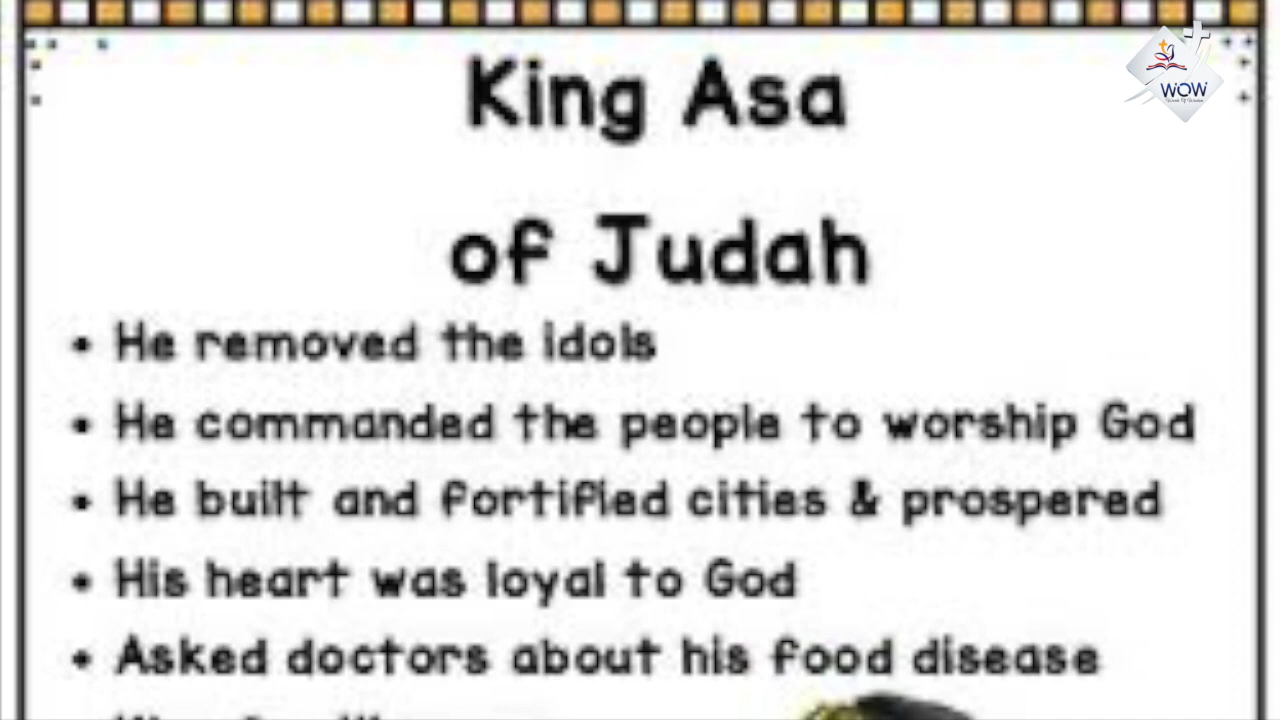 King Asa
of Judah
• He removed the idols
• He commanded the people to worship God
• He built and fortified cities & prospered
• His heart was loyal to God
• Asked doctors about his food disease
WOW